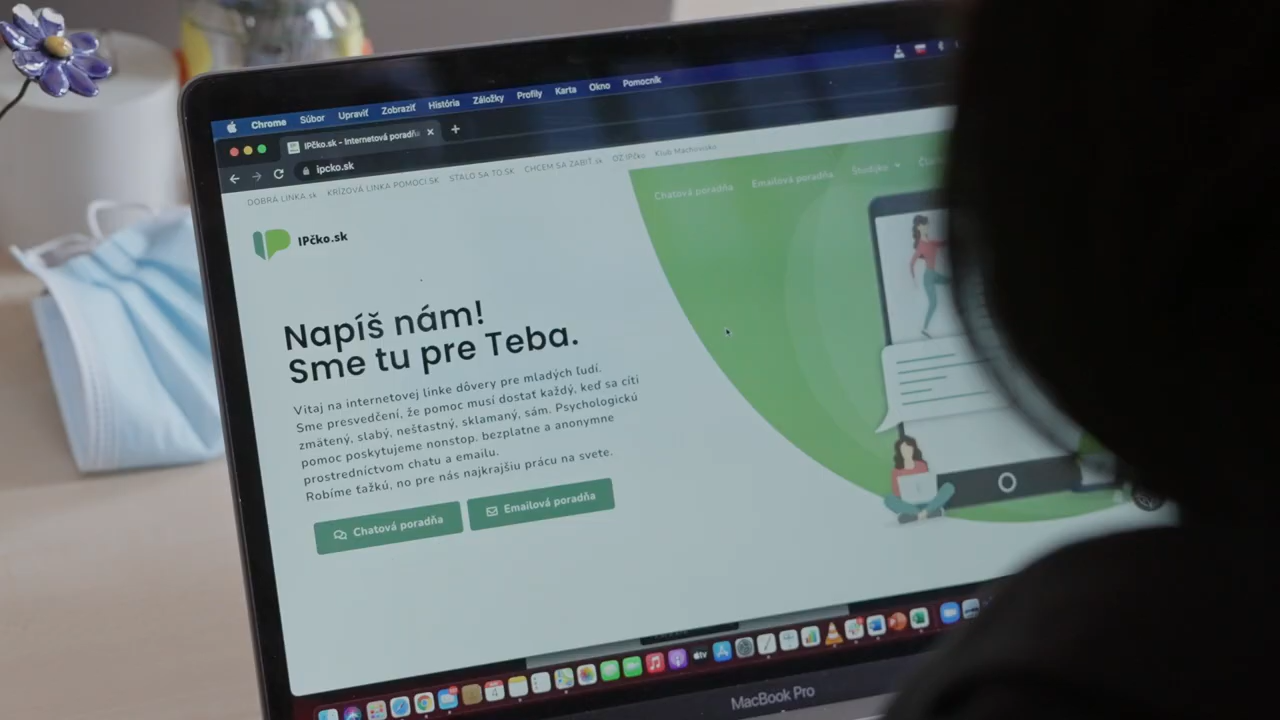 Chrome Súbor Upraviť Zobraziť História Záložky Profily Karta Okno Pomocník
IPčko.sk - Internetová poradňa
ipcko.sk
DOBRÁ LINKA.sk KRÍZOVÁ LINKA POMOCI.SK STALO SA TO.SK CHCEM SA ZABIŤ.sk OZ IPčko Klub Mladivo
Chatová poradňa Emailová poradňa Študijko
IPčko.sk
Napíš nám!
Sme tu pre Teba.
Vitaj na internetovej linke dôvery pre mladých ľudí.
Sme presvedčení, že pomoc musí dostať každý, keď sa cíti
zmätený, slabý, nešťastný, sklamaný, sám. Psychologickú
pomoc poskytujeme nonstop. bezplatne a anonymne
prostredníctvom chatu a emailu.
Robíme ťažkú, no pre nás najkrajšiu prácu na svete.
Chatová poradňa Emailová poradňa
tv
MacBook Pro